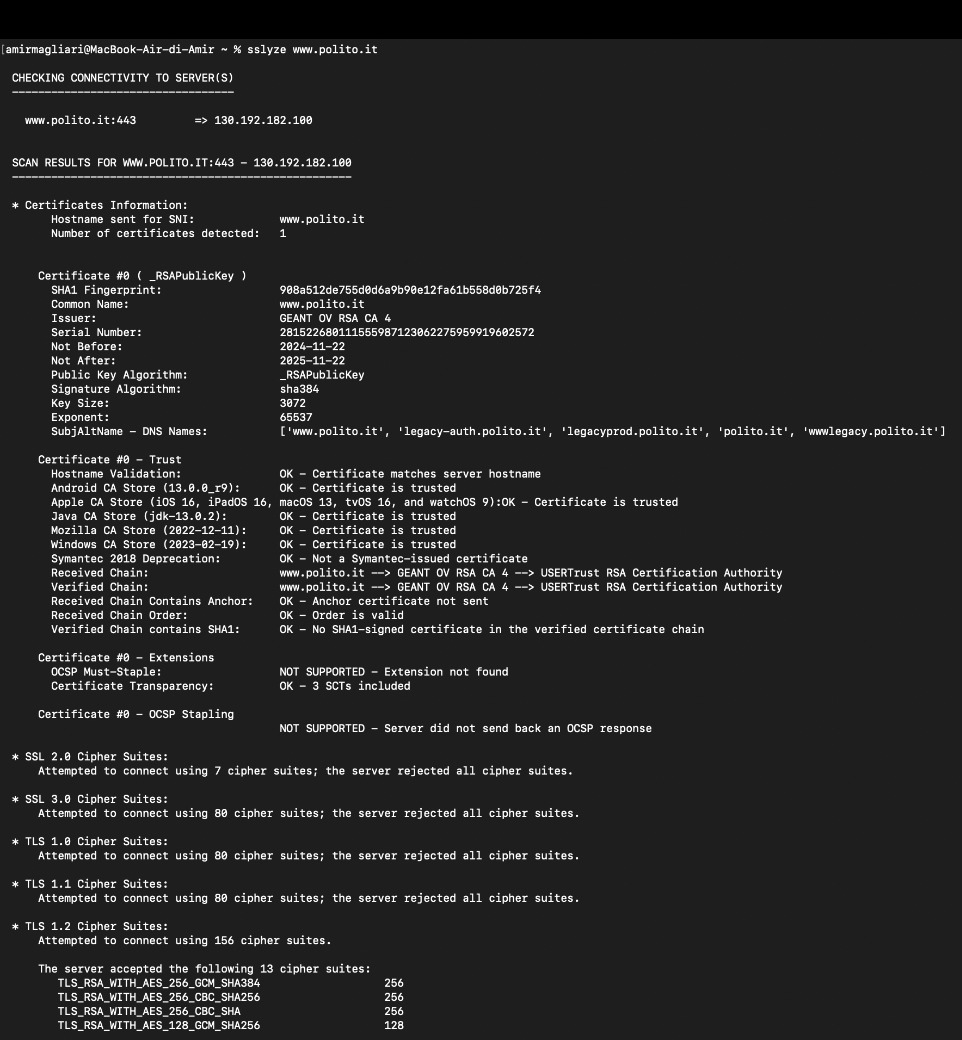 [amirmagliari@MacBook-Air-di-Amir ~ % sslyze www.polito.it
CHECKING CONNECTIVITY TO SERVER(S)
----------------------------------
www.polito.it:443 => 130.192.182.100
SCAN RESULTS FOR WWW.POLITO.IT:443 - 130.192.182.100
----------------------------------------------------
* Certificates Information:
Hostname sent for SNI: www.polito.it
Number of certificates detected: 1
Certificate #0 ( _RSAPublicKey )
SHA1 Fingerprint: 908a512de755d0d6a9b90e12fa61b558d0b725f4
Common Name: www.polito.it
Issuer: GEANT OV RSA CA 4
Serial Number: 281522680111555987123062275959919602572
Not Before: 2024-11-22
Not After: 2025-11-22
Public Key Algorithm: _RSAPublicKey
Signature Algorithm: sha384
Key Size: 3072
Exponent: 65537
SubjAltName - DNS Names: ['www.polito.it', 'legacy-auth.polito.it', 'legacyprod.polito.it', 'polito.it', 'wwwlegacy.polito.it']
Certificate #0 - Trust
Hostname Validation: OK - Certificate matches server hostname
Android CA Store (13.0.0_r9): OK - Certificate is trusted
Apple CA Store (iOS 16, iPadOS 16, macOS 13, tvOS 16, and watchOS 9):OK - Certificate is trusted
Java CA Store (jdk-13.0.2): OK - Certificate is trusted
Mozilla CA Store (2022-12-11): OK - Certificate is trusted
Windows CA Store (2023-02-19): OK - Certificate is trusted
Symantec 2018 Deprecation: OK - Not a Symantec-issued certificate
Received Chain: www.polito.it --> GEANT OV RSA CA 4 --> USERTrust RSA Certification Authority
Verified Chain: www.polito.it --> GEANT OV RSA CA 4 --> USERTrust RSA Certification Authority
Received Chain Contains Anchor: OK - Anchor certificate not sent
Received Chain Order: OK - Order is valid
Verified Chain contains SHA1: OK - No SHA1-signed certificate in the verified certificate chain
Certificate #0 - Extensions
OCSP Must-Staple: NOT SUPPORTED - Extension not found
Certificate Transparency: OK - 3 SCTs included
Certificate #0 - OCSP Stapling
NOT SUPPORTED - Server did not send back an OCSP response
* SSL 2.0 Cipher Suites:
Attempted to connect using 7 cipher suites; the server rejected all cipher suites.
* SSL 3.0 Cipher Suites:
Attempted to connect using 80 cipher suites; the server rejected all cipher suites.
* TLS 1.0 Cipher Suites:
Attempted to connect using 80 cipher suites; the server rejected all cipher suites.
* TLS 1.1 Cipher Suites:
Attempted to connect using 80 cipher suites; the server rejected all cipher suites.
* TLS 1.2 Cipher Suites:
Attempted to connect using 156 cipher suites.
The server accepted the following 13 cipher suites:
TLS_RSA_WITH_AES_256_GCM_SHA384 256
TLS_RSA_WITH_AES_256_CBC_SHA256 256
TLS_RSA_WITH_AES_256_CBC_SHA 256
TLS_RSA_WITH_AES_128_GCM_SHA256 128